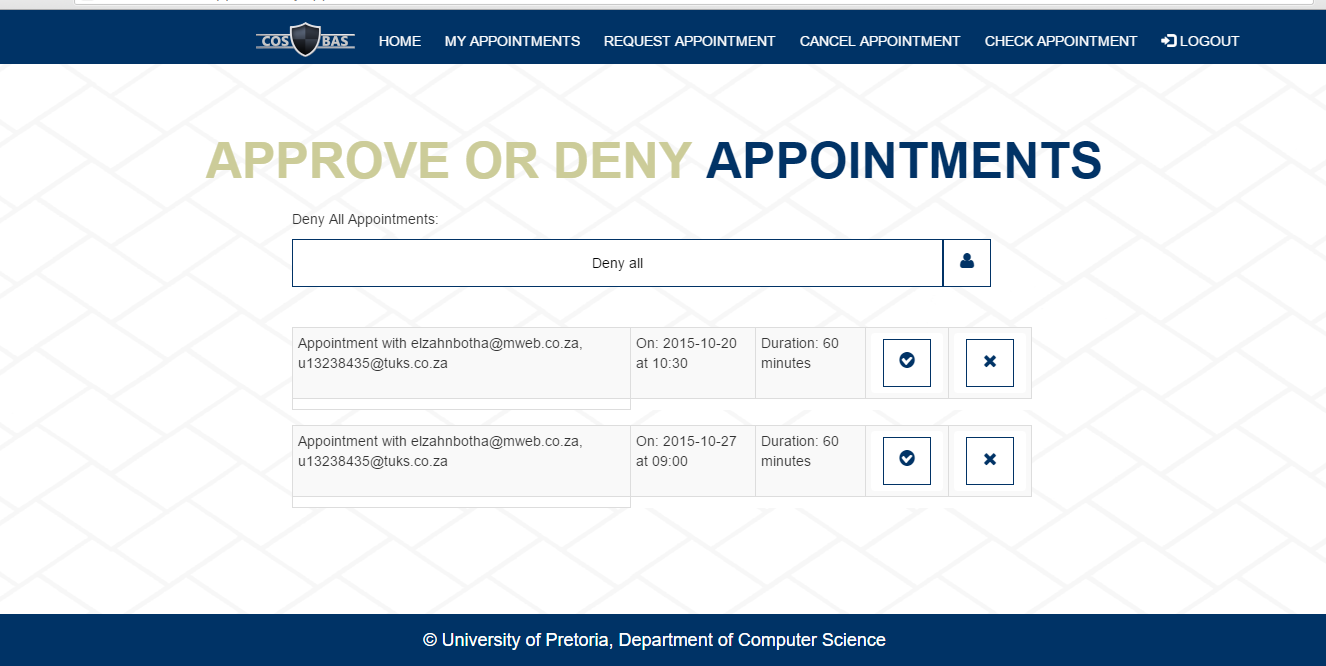 COS BAS HOME MY APPOINTMENTS REQUEST APPOINTMENT CANCEL APPOINTMENT CHECK APPOINTMENT LOGOUT
APPROVE OR DENY APPOINTMENTS
Deny All Appointments:
Deny all
Appointment with elzahnbotha@mweb.co.za, On: 2015-10-20 Duration: 60
u13238435@tuks.co.za at 10:30 minutes
Appointment with elzahnbotha@mweb.co.za, On: 2015-10-27 Duration: 60
u13238435@tuks.co.za at 09:00 minutes
© University of Pretoria, Department of Computer Science